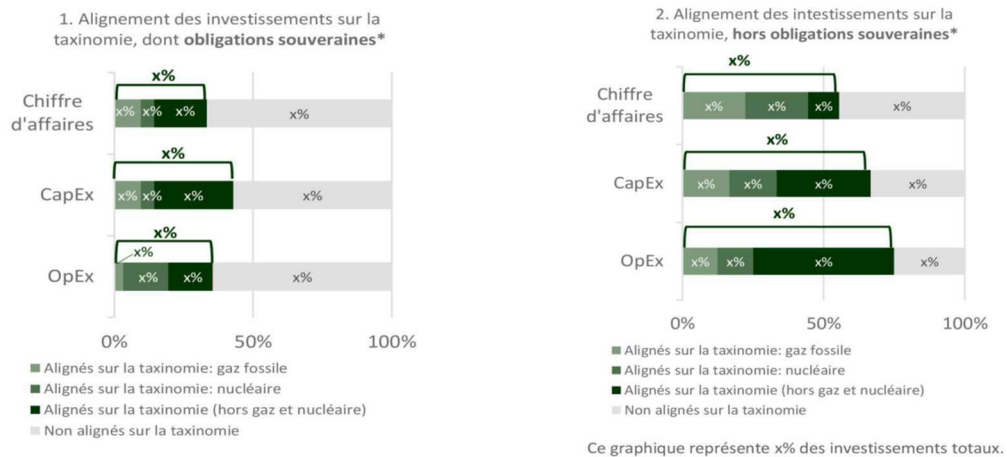 1. Alignement des investissements sur la
taxinomie, dont obligations souveraines*
x%
Chiffre
d'affaires
x% x% x% x%
x%
CapEx
x% x% x% x%
x%
x%
OpEx
x% x% x%
0% 50% 100%
Alignés sur la taxinomie: gaz fossile
Alignés sur la taxinomie: nucléaire
Alignés sur la taxinomie (hors gaz et nucléaire)
Non alignés sur la taxinomie
2. Alignement des intestissements sur la
taxinomie, hors obligations souveraines*
x%
Chiffre
d'affaires
x% x% x% x%
x%
CapEx
x% x% x% x%
x%
OpEx
x% x% x% x%
0% 50% 100%
Alignés sur la taxinomie: gaz fossile
Alignés sur la taxinomie: nucléaire
Alignés sur la taxinomie (hors gaz et nucléaire)
Non alignés sur la taxinomie
Ce graphique représente x% des investissements totaux.